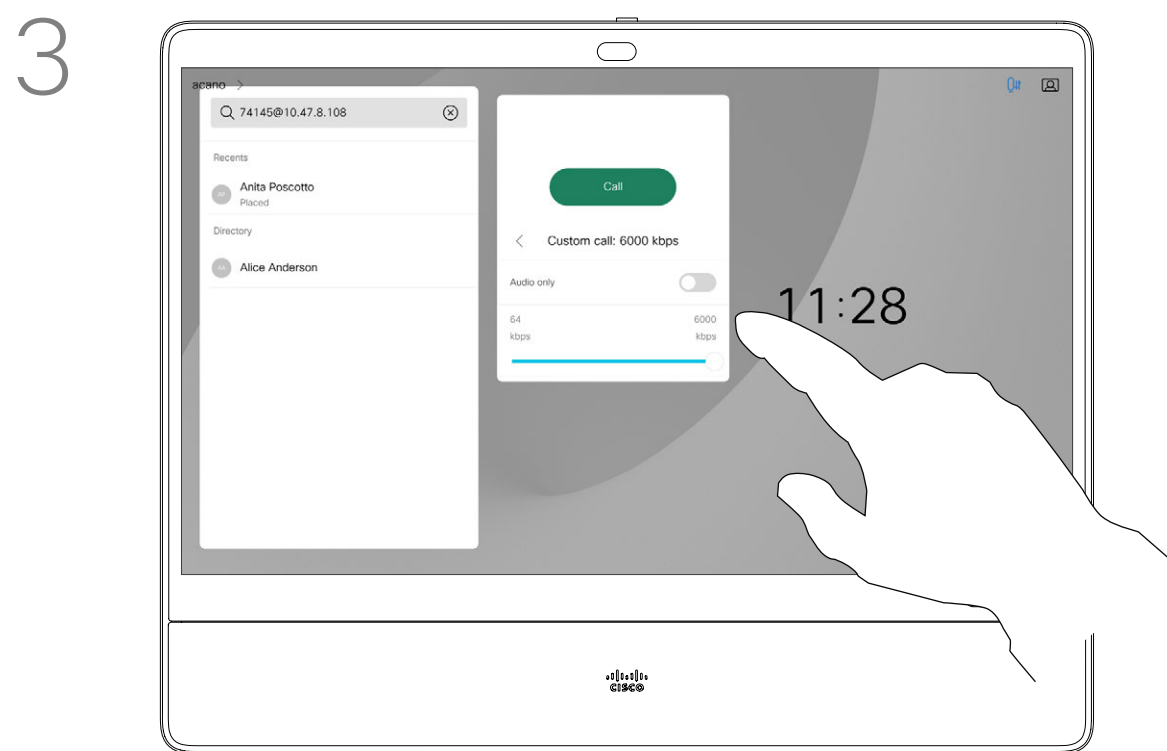 3
acano >
74145@10.47.8.108
Recents
Anita Poscotto
Placed
Directory
AA Alice Anderson
Call
Custom call: 6000 kbps
Audio only
64 6000
kbps kbps
11:28
CISCO